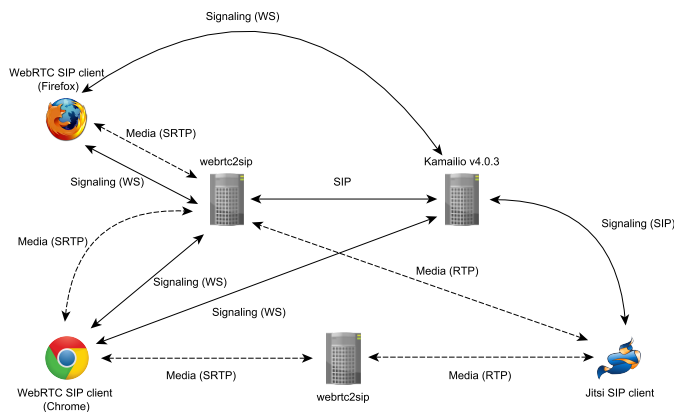 Signaling (WS)
WebRTC SIP client
(Firefox)
Media (SRTP)
webrtc2sip
Kamailio v4.0.3
Signaling (WS)
SIP
Signaling (SIP)
Media (SRTP)
Media (RTP)
Signaling (WS)
Signaling (WS)
Media (SRTP)
Media (RTP)
WebRTC SIP client
(Chrome)
webrtc2sip
Jitsi SIP client